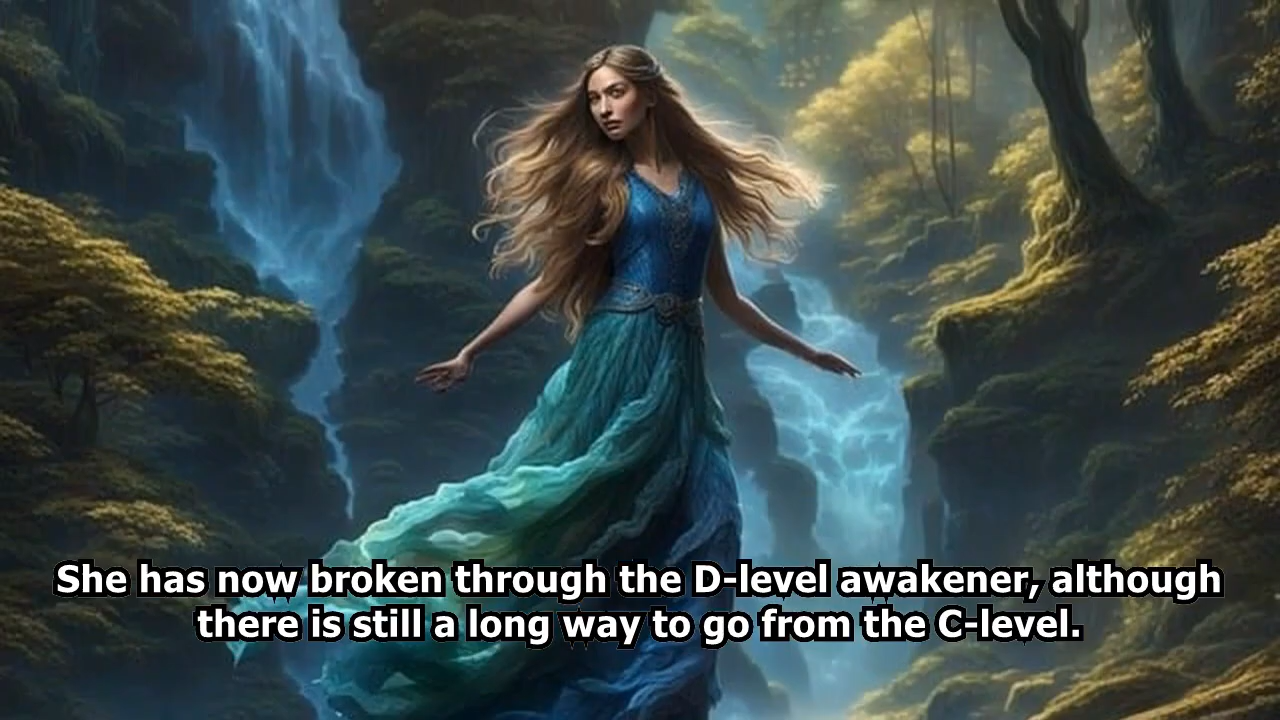 She has now broken through the D-level awakener, although
there is still a long way to go from the C-level.